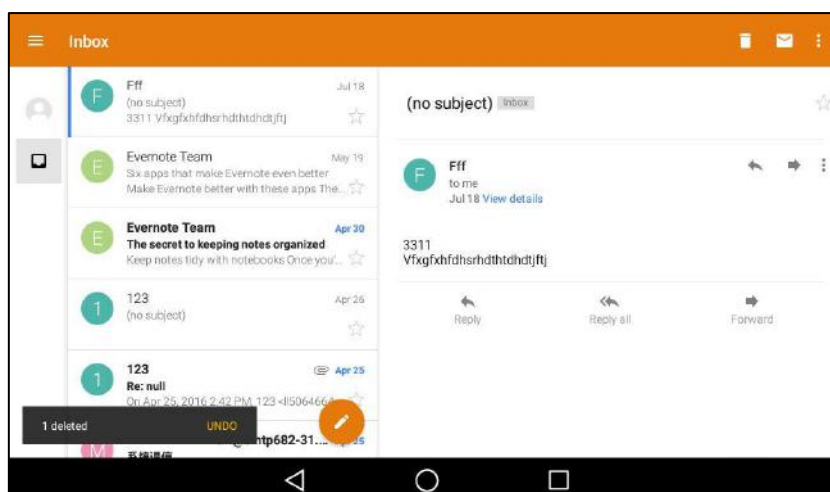 Inbox
F
Fff
Jul 18
(no subject)
3311 Vfxgfxhfdhsrhdthtdhdtjftj
E
Evernote Team
May 19
Six apps that make Evernote even better
Make Evernote better with these apps The...
E
Evernote Team
Apr 30
The secret to keeping notes organized
Keep notes tidy with notebooks Once you'...
1
123
Apr 26
(no subject)
1
123
Apr 25
Re: null
On Apr 25, 2016 2:42 PM, 123
1 deleted
UNDO
M
(no subject) Inbox
F
Fff
to me
Jul 18 View details
3311
Vfxgfxhfdhsrhdthtdhdtjftj
Reply
Reply all
Forward